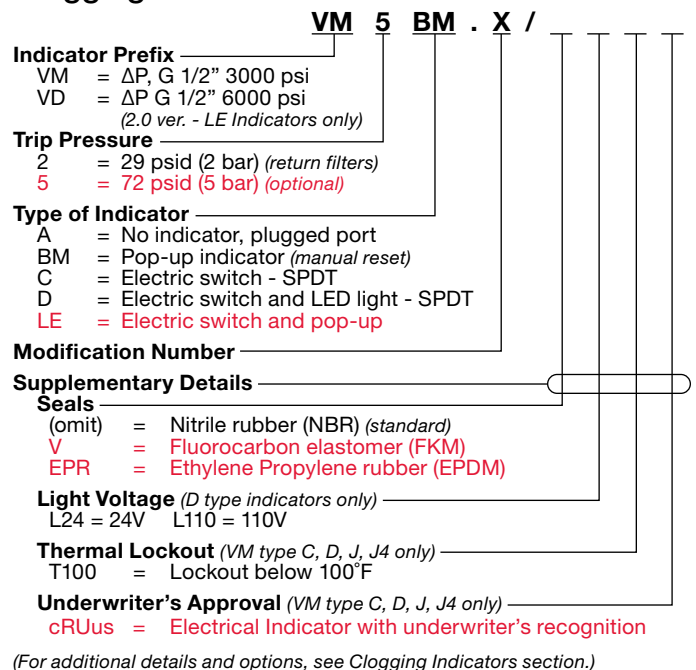 VM 5 BM . X /
Indicator Prefix
VM = ΔP, G 1/2” 3000 psi
VD = ΔP G 1/2” 6000 psi
(2.0 ver. - LE Indicators only)
Trip Pressure
2 = 29 psid (2 bar) (return filters)
5 = 72 psid (5 bar) (optional)
Type of Indicator
A = No indicator, plugged port
BM = Pop-up indicator (manual reset)
C = Electric switch - SPDT
D = Electric switch and LED light - SPDT
LE = Electric switch and pop-up
Modification Number
Supplementary Details
Seals
(omit) = Nitrile rubber (NBR) (standard)
V = Fluorocarbon elastomer (FKM)
EPR = Ethylene Propylene rubber (EPDM)
Light Voltage (D type indicators only)
L24 = 24V L110 = 110V
Thermal Lockout (VM type C, D, J, J4 only)
T100 = Lockout below 100˚F
Underwriter’s Approval (VM type C, D, J, J4 only)
cRUus = Electrical Indicator with underwriter’s recognition
(For additional details and options, see Clogging Indicators section.)